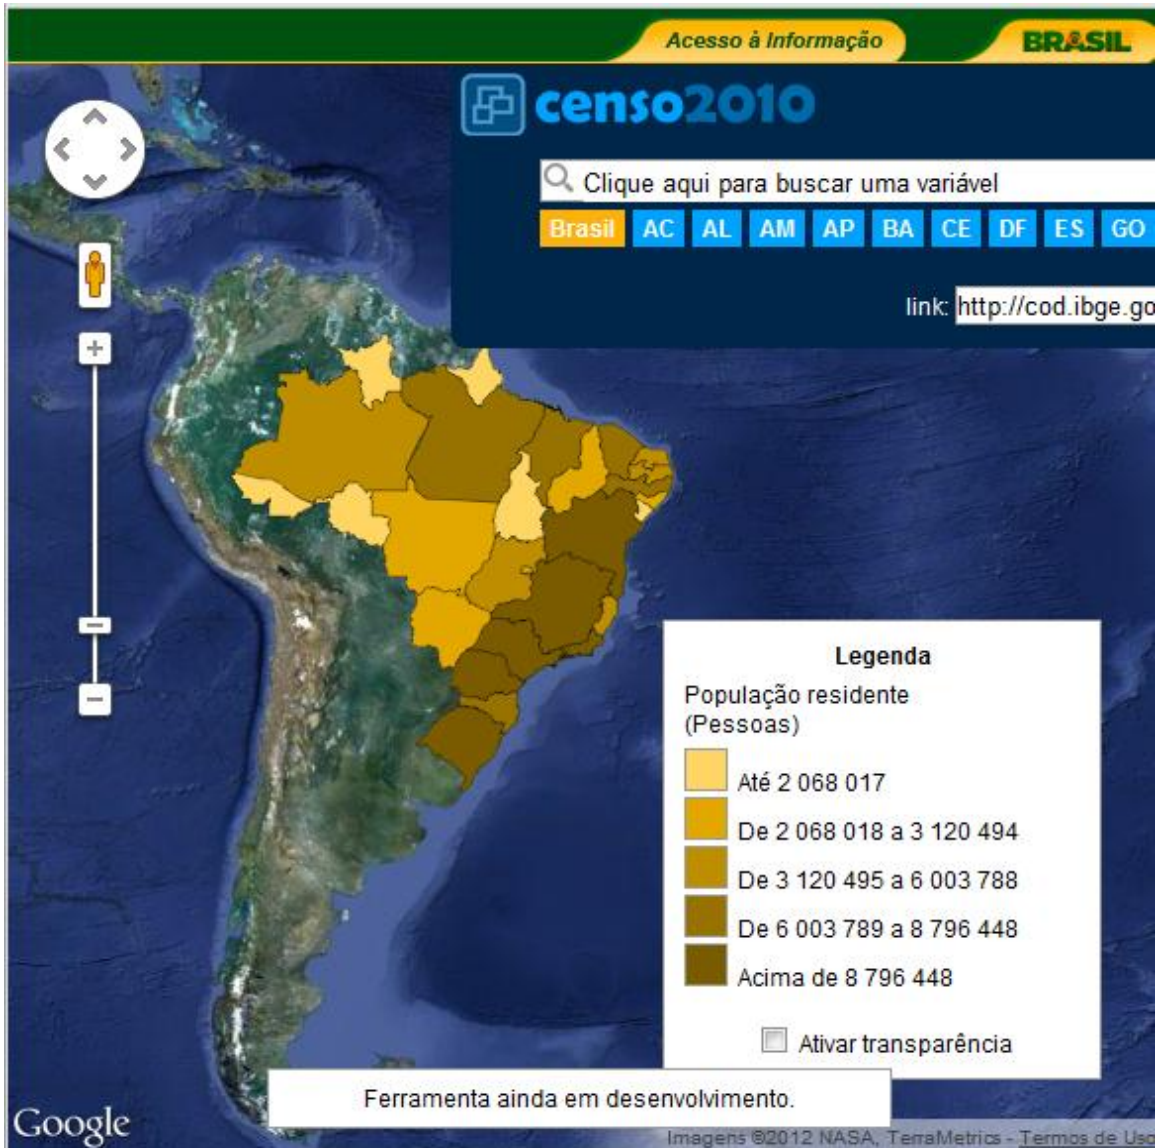 Acesso à Informação
BRASIL
censo2010
Clique aqui para buscar uma variável
Brasil AC AL AM AP BA CE DF ES GO
link: http://cod.ibge.go
Legenda
População residente
(Pessoas)
Até 2 068 017
De 2 068 018 a 3 120 494
De 3 120 495 a 6 003 788
De 6 003 789 a 8 796 448
Acima de 8 796 448
Ativar transparência
Ferramenta ainda em desenvolvimento.
Google
Imagens ©2012 NASA, TerraMetrics - Termos de Uso